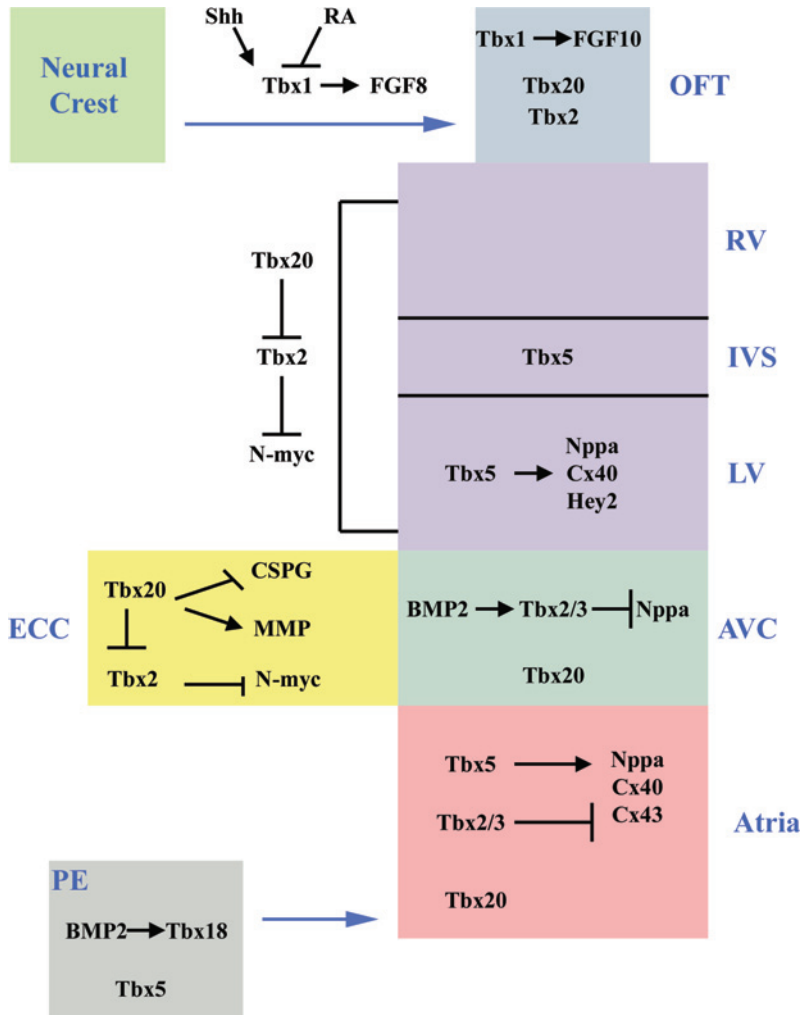 Neural
Crest
Shh
RA
Tbx1
FGF8
Tbx1
FGF10
Tbx20
Tbx2
OFT
Tbx20
Tbx2
N-myc
RV
Tbx5
IVS
Tbx5
Nppa
Cx40
Hey2
LV
ECC
Tbx20
CSPG
MMP
Tbx2
N-myc
BMP2
Tbx2/3
Nppa
Tbx20
AVC
Tbx5
Nppa
Cx40
Cx43
Tbx2/3
Tbx20
Atria
PE
BMP2
Tbx18
Tbx5